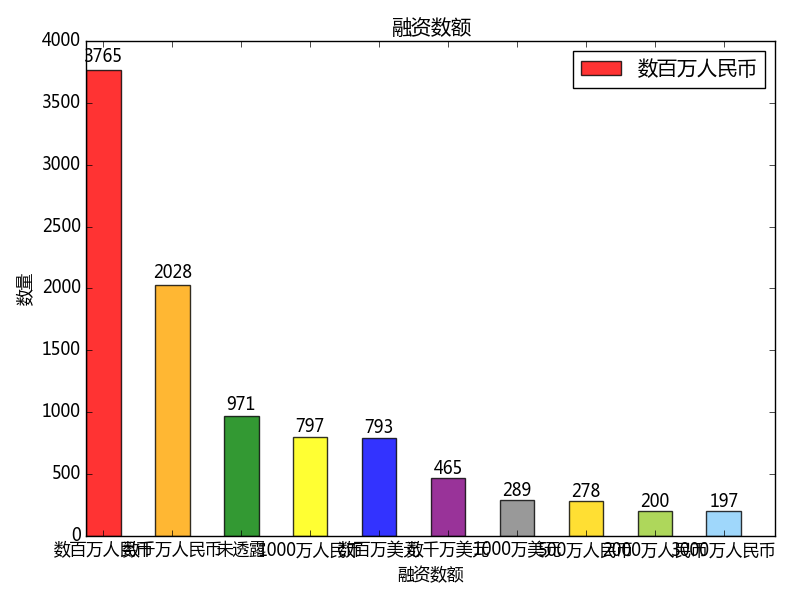 融资数额
数百万人民币
4000
3500
3000
2500
2000
1500
1000
500
0
数量
3765
2028
971
797
793
465
289
278
200
197
数百万人民币
数千万人民币
未透露
1000万人民币
数百万美元
数千万美元
1000万美元
500万人民币
2000万人民币
3000万人民币
融资数额